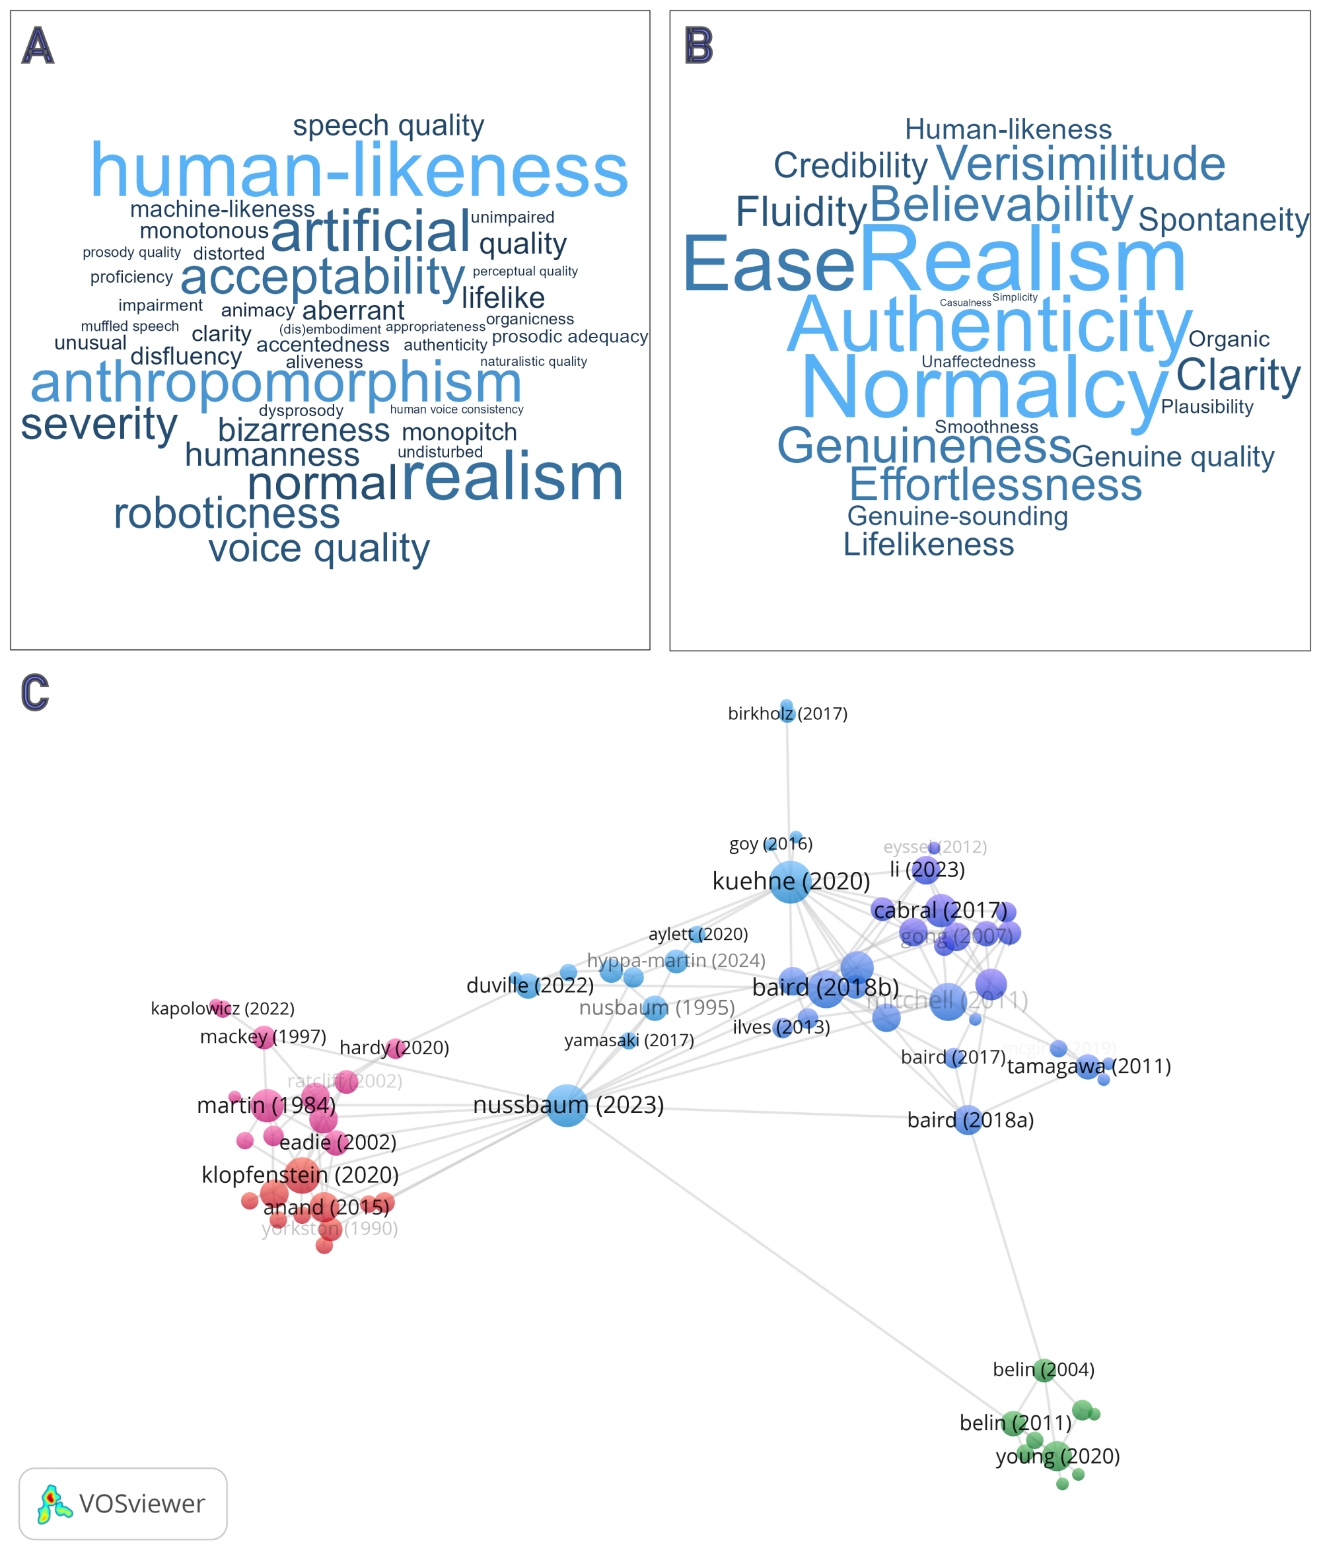 A
speech quality
human-likeness
machine-likeness
artificial
unimpaired
monotonous
quality
prosody quality
distorted
acceptability
perceptual quality
proficiency
lifelike
impairment
animacy
aberrant
organicness
muffled speech
(dis)embodiment
appropriateness
clarity
prosodic adequacy
unusual
accentedness
authenticity
disfluency
aliveness
naturalistic quality
anthropomorphism
dysprosody
human voice consistency
severity
bizarreness
monopitch
humanness
undisturbed
normal
realism
roboticness
voice quality
B
Human-likeness
Credibility
Verisimilitude
Fluidity
Believability
Spontaneity
Ease
Realism
Casualness
Simplicity
Authenticity
Organic
Unaffectedness
Normalcy
Clarity
Plausibility
Smoothness
Genuineness
Genuine quality
Effortlessness
Genuine-sounding
Lifelikeness
C
birkholz (2017)
goy (2016)
eyssel (2012)
li (2023)
kuehne (2020)
cabral (2017)
aylett (2020)
gong (2007)
hyppa-martin (2024)
duville (2022)
baird (2018b)
mitchell (2011)
kapolowicz (2022)
nusbaum (1995)
ilves (2013)
mackey (1997)
hardy (2020)
yamasaki (2017)
baird (2017)
mcginn (2019)
tamagawa (2011)
ratcliff (2002)
martin (1984)
nussbaum (2023)
baird (2018a)
eadie (2002)
klopfenstein (2020)
anand (2015)
yorkston (1990)
belin (2004)
belin (2011)
young (2020)
VOSviewer